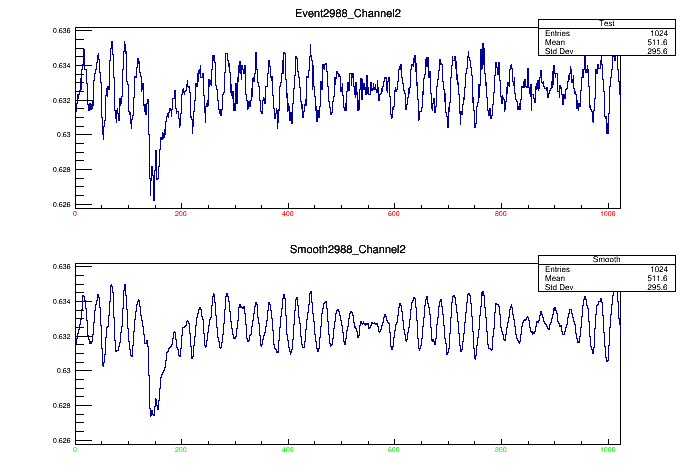 Event2988_Channel2
Test
Entries 1024
Mean 511.6
Std Dev 295.6
0.636
0.634
0.632
0.63
0.628
0.626
0 200 400 600 800 1000
Smooth2988_Channel2
Smooth
Entries 1024
Mean 511.6
Std Dev 295.6
0.636
0.634
0.632
0.63
0.628
0.626
0 200 400 600 800 1000